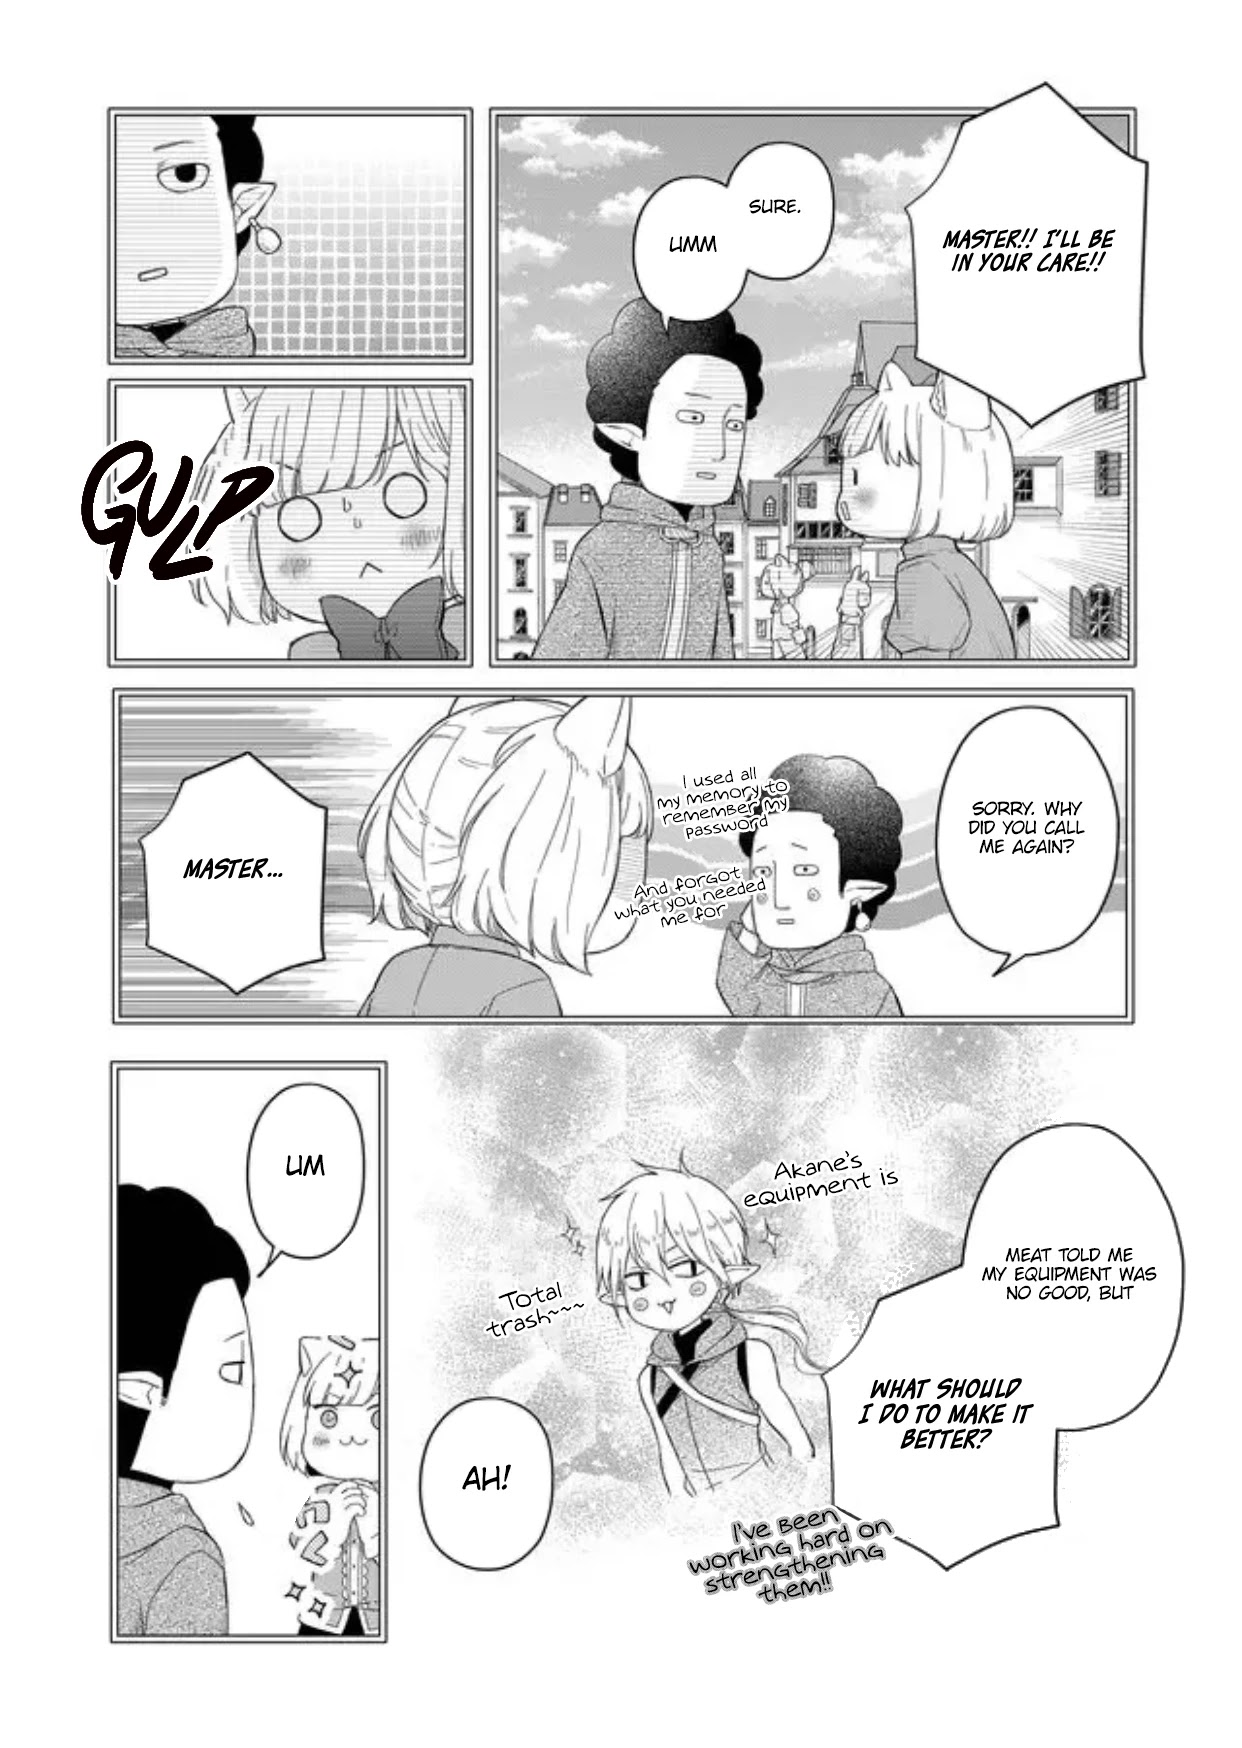 MASTER!! I'LL BE
IN YOUR CARE!!
SURE.
UMM
GULP
SORRY. WHY
DID YOU CALL
ME AGAIN?
I used all
my memory to
remember my
password
And forgot
what you needed
me for
MASTER...
MEAT TOLD ME
MY EQUIPMENT WAS
NO GOOD, BUT
WHAT SHOULD
I DO TO MAKE IT
BETTER?
Akane's
equipment is
Total
trash~~~
I've been
working hard on
strengthening
them!!
AH!
UM